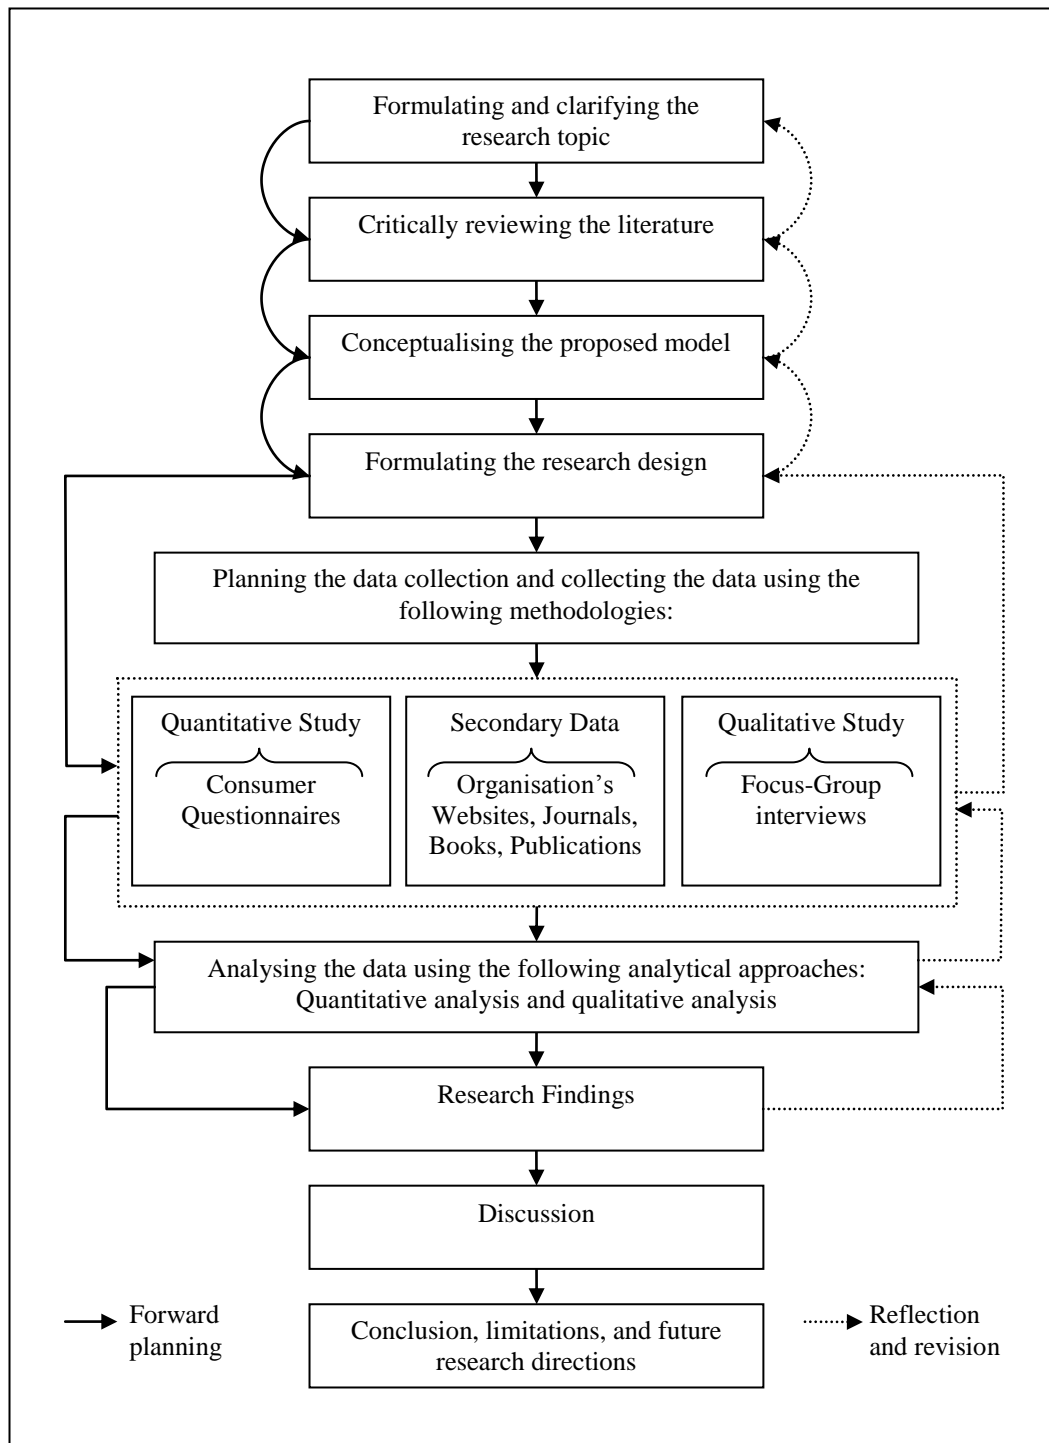 Formulating and clarifying the
research topic
Critically reviewing the literature
Conceptualising the proposed model
Formulating the research design
Planning the data collection and collecting the data using the
following methodologies:
Quantitative Study
Consumer
Questionnaires
Secondary Data
Organisation’s
Websites, Journals,
Books, Publications
Qualitative Study
Focus-Group
interviews
Analysing the data using the following analytical approaches:
Quantitative analysis and qualitative analysis
Research Findings
Discussion
Conclusion, limitations, and future
research directions
Forward
planning
Reflection
and revision